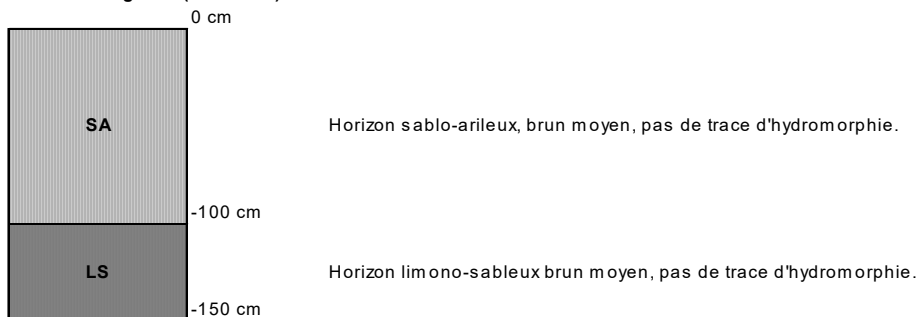 0 cm
SA
Horizon sablo-arileux, brun moyen, pas de trace d'hydromorphie.
-100 cm
LS
Horizon limono-sableux brun moyen, pas de trace d'hydromorphie.
-150 cm